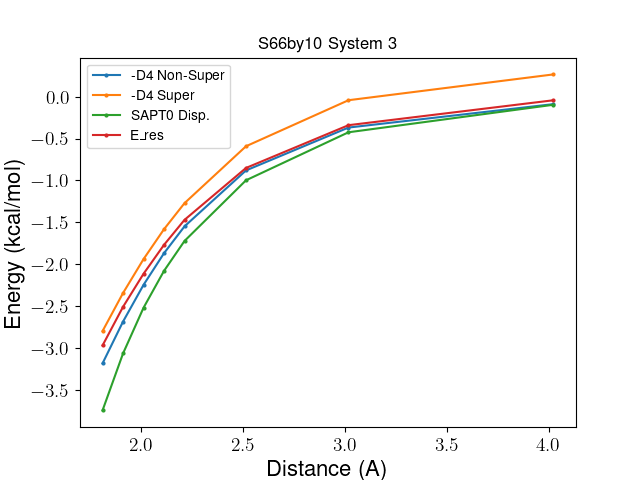 S66by10 System 3
-D4 Non-Super
-D4 Super
SAPT0 Disp.
E_res
Energy (kcal/mol)
0.0
−0.5
−1.0
−1.5
−2.0
−2.5
−3.0
−3.5
2.0 2.5 3.0 3.5 4.0
Distance (A)